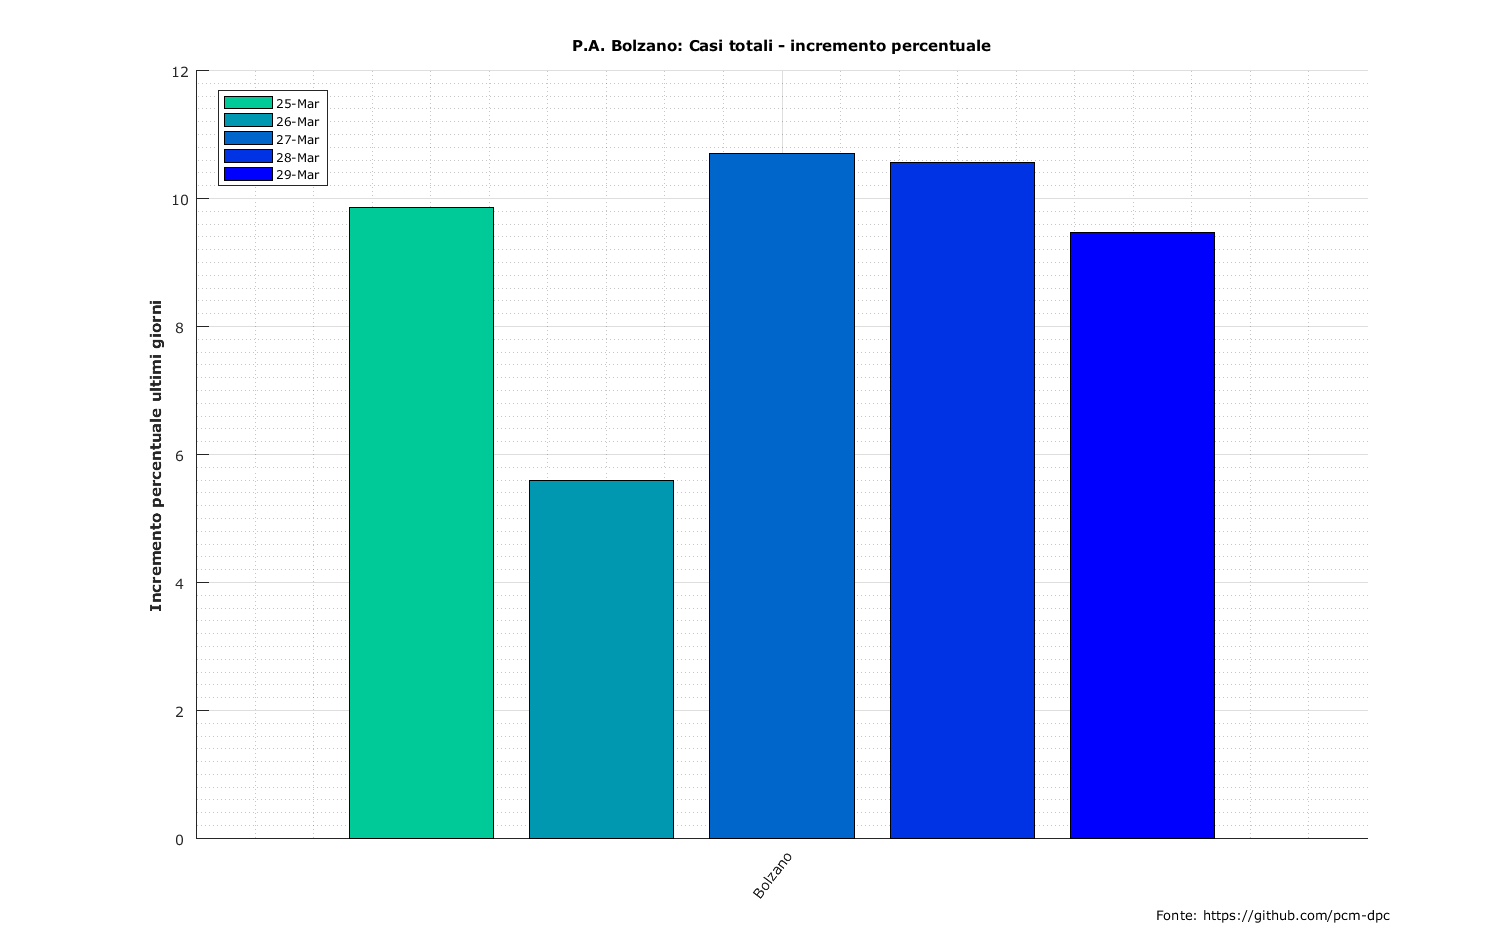 P.A. Bolzano: Casi totali - incremento percentuale
12
10
8
6
4
2
0
25-Mar
26-Mar
27-Mar
28-Mar
29-Mar
Incremento percentuale ultimi giorni
Bolzano
Fonte: https://github.com/pcm-dpc